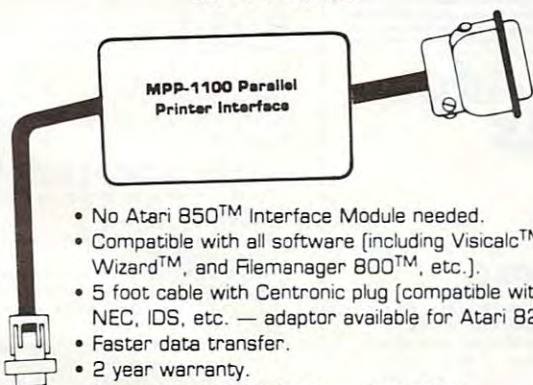 MPP-1100 Parallel
Printer Interface
• No Atari 850™ Interface Module needed.
• Compatible with all software (including Visicalc™
Wizard™, and Filemanager 800™, etc.).
• 5 foot cable with Centronic plug (compatible
NEC, IDS, etc. — adaptor available for Atari
• Faster data transfer.
• 2 year warranty.